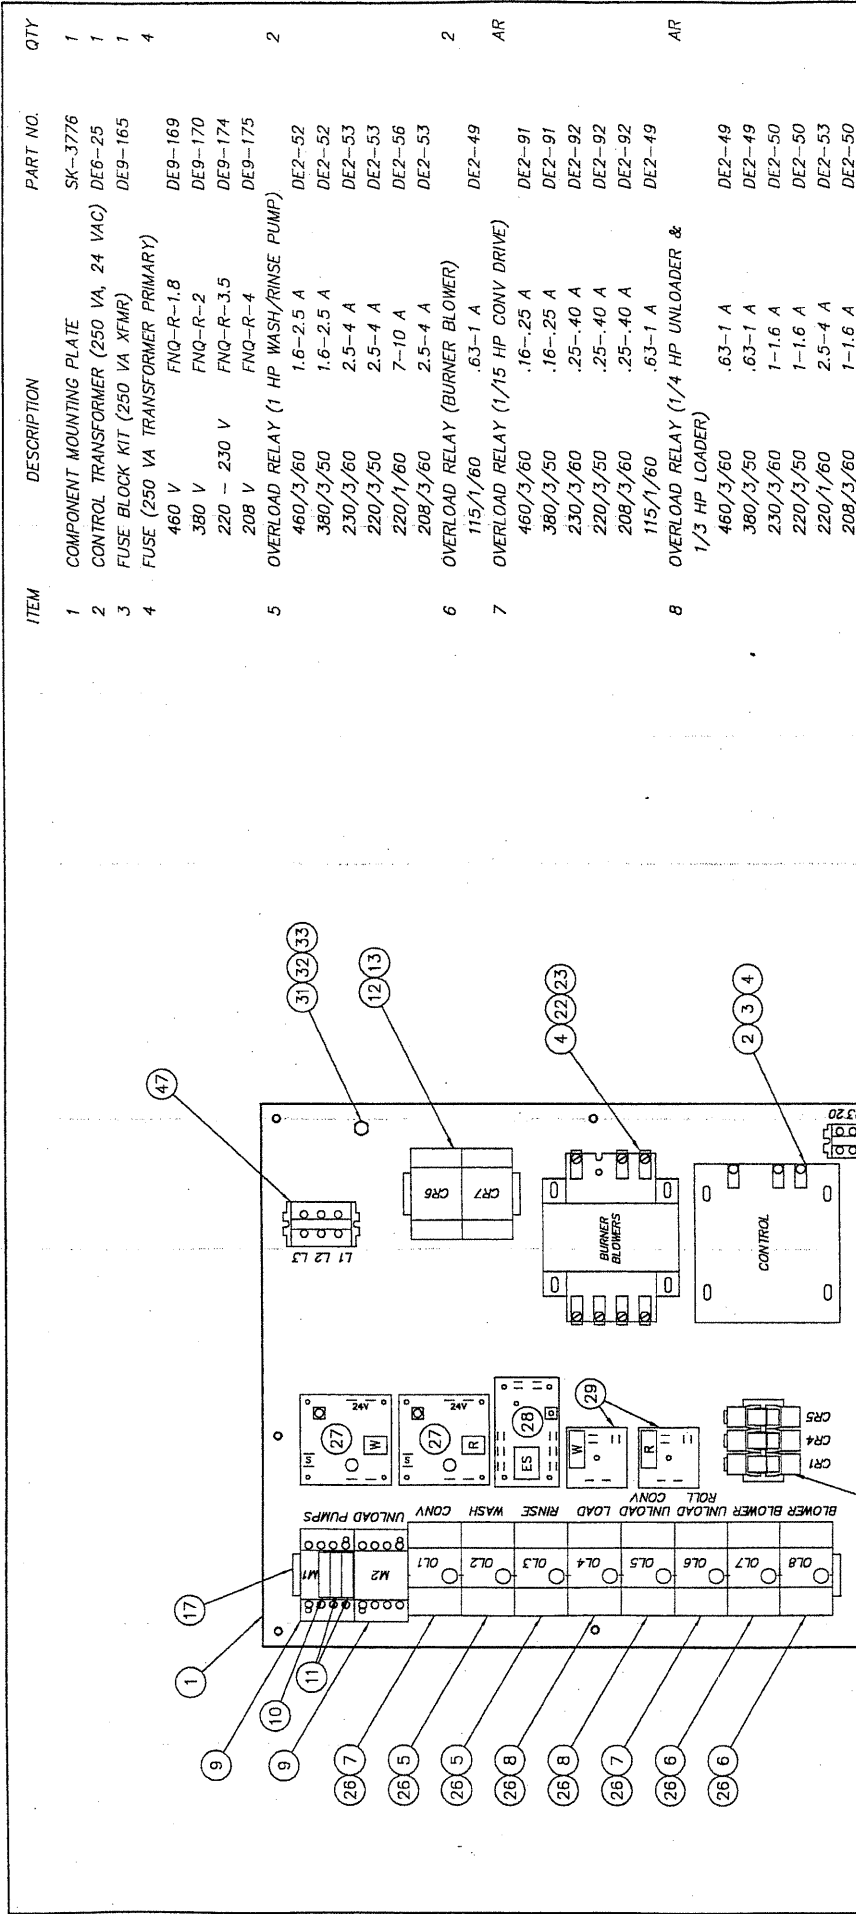 ITEM DESCRIPTION PART NO. QTY
1 COMPONENT MOUNTING PLATE SK-3776 1
2 CONTROL TRANSFORMER (250 VA, 24 VAC) DE6-25 1
3 FUSE BLOCK KIT (250 VA XFMR) DE9-165 1
4 FUSE (250 VA TRANSFORMER PRIMARY) 4
460 V FNQ-R-1.8 DE9-169
380 V FNQ-R-2 DE9-170
220 - 230 V FNQ-R-3.5 DE9-174
208 V FNQ-R-4 DE9-175
5 OVERLOAD RELAY (1 HP WASH/RINSE PUMP) 2
460/3/60 1.6-2.5 A DE2-52
380/3/50 1.6-2.5 A DE2-52
230/3/60 2.5-4 A DE2-53
220/3/50 2.5-4 A DE2-53
220/1/60 7-10 A DE2-56
208/3/60 2.5-4 A DE2-53
6 OVERLOAD RELAY (BURNER BLOWER) 2
115/1/60 .63-1 A DE2-49
7 OVERLOAD RELAY (1/15 HP CONV DRIVE) AR
460/3/60 .16-.25 A DE2-91
380/3/50 .16-.25 A DE2-91
230/3/60 .25-.40 A DE2-92
220/3/50 .25-.40 A DE2-92
208/3/60 .25-.40 A DE2-92
115/1/60 .63-1 A DE2-49
8 OVERLOAD RELAY (1/4 HP UNLOADER & AR
1/3 HP LOADER)
460/3/60 .63-1 A DE2-49
380/3/50 .63-1 A DE2-49
230/3/60 1-1.6 A DE2-50
220/3/50 1-1.6 A DE2-50
220/1/60 2.5-4 A DE2-53
208/3/60 1-1.6 A DE2-50
47
31 32 33
12 13
4 22 23
2 3 4
L3 L2 L1
CR6
CR7
BURNER
BLOWERS
CONTROL
3 20
S 24V
27
W
S 24V
27
R
28
ES
29
W
R
CR1 CR4 CR5
PUMPS
UNLOAD
CONV
WASH
RINSE
LOAD
UNLOAD
CONV
UNLOAD
ROLL
BLOWER
BLOWER
M1
M2
OL1
OL2
OL3
OL4
OL5
OL6
OL7
OL8
17
1
9
10
11
9
26 7
26 5
26 5
26 8
26 8
26 7
26 6
26 6